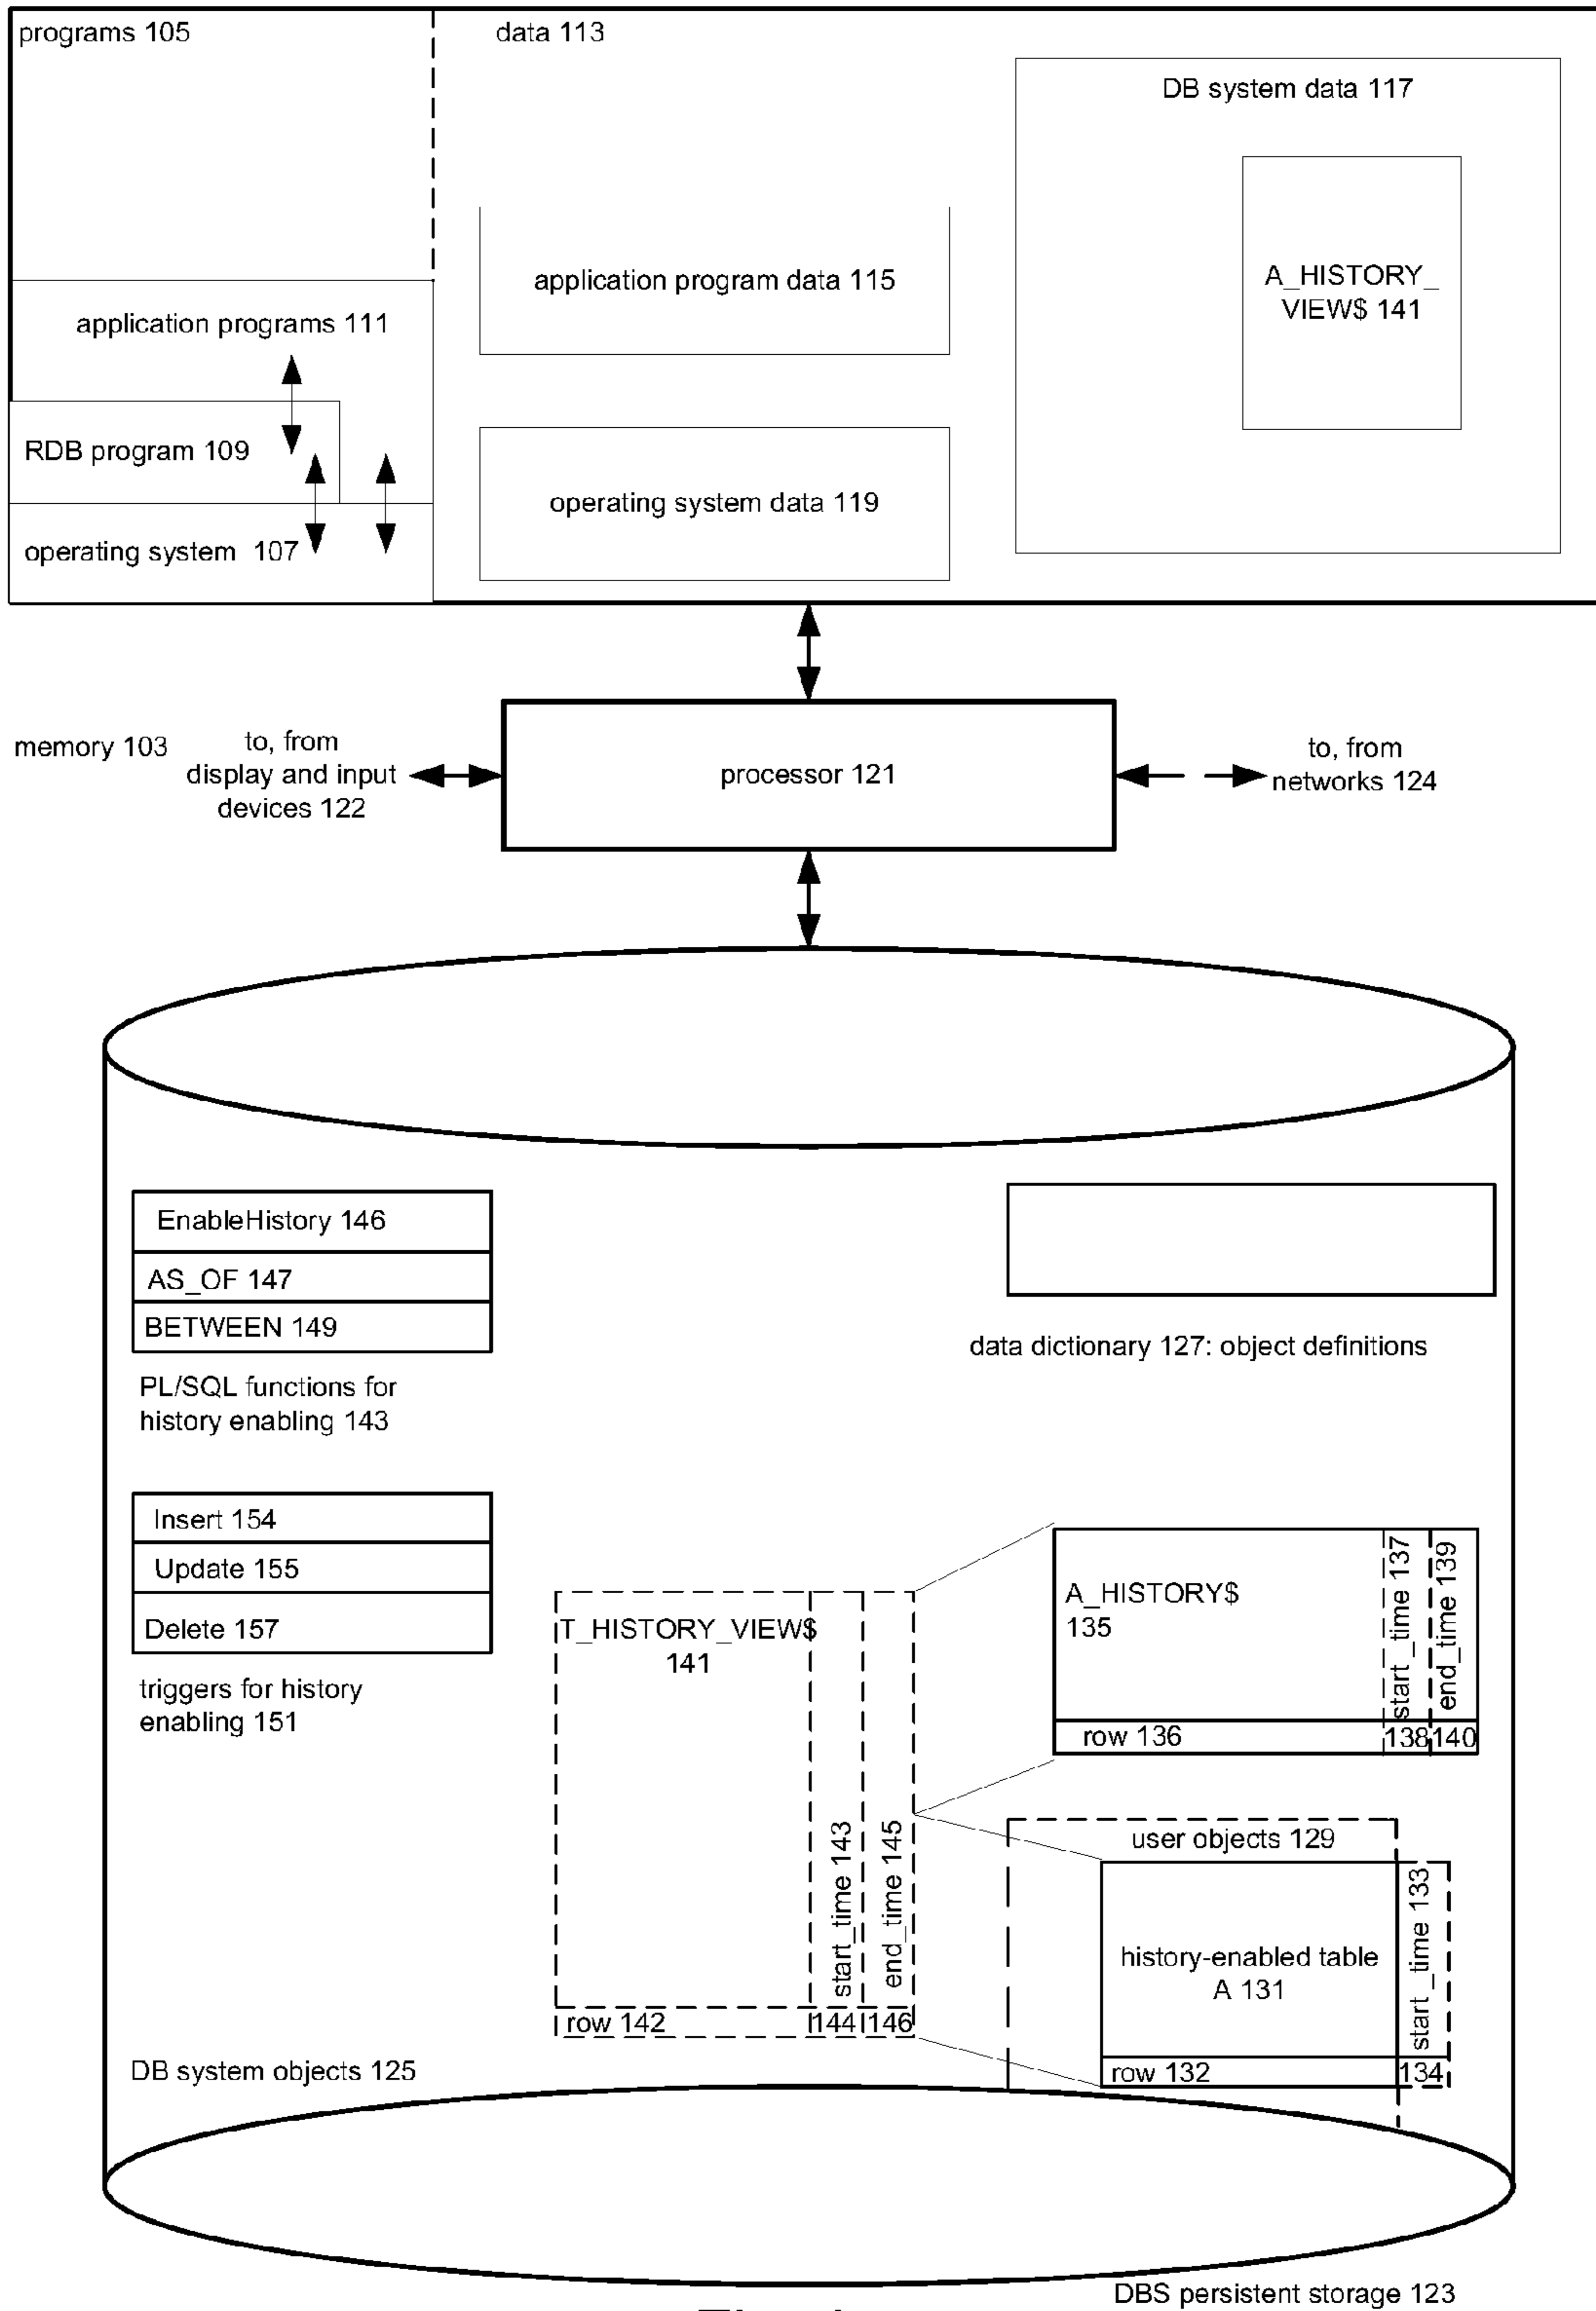 programs 105
data 113
DB system data 117
application program data 115
A_HISTORY_
VIEW$ 141
application programs 111
RDB program 109
operating system data 119
operating system 107
memory 103
to, from
display and input
devices 122
processor 121
to, from
networks 124
EnableHistory 146
AS_OF 147
BETWEEN 149
PL/SQL functions for
history enabling 143
data dictionary 127: object definitions
Insert 154
Update 155
Delete 157
triggers for history
enabling 151
T_HISTORY_VIEW$
141
start_time 143
end_time 145
row 142
144
146
A_HISTORY$
135
start_time 137
end_time 139
row 136
138
140
user objects 129
history-enabled table
A 131
start_time 133
row 132
134
DB system objects 125
DBS persistent storage 123